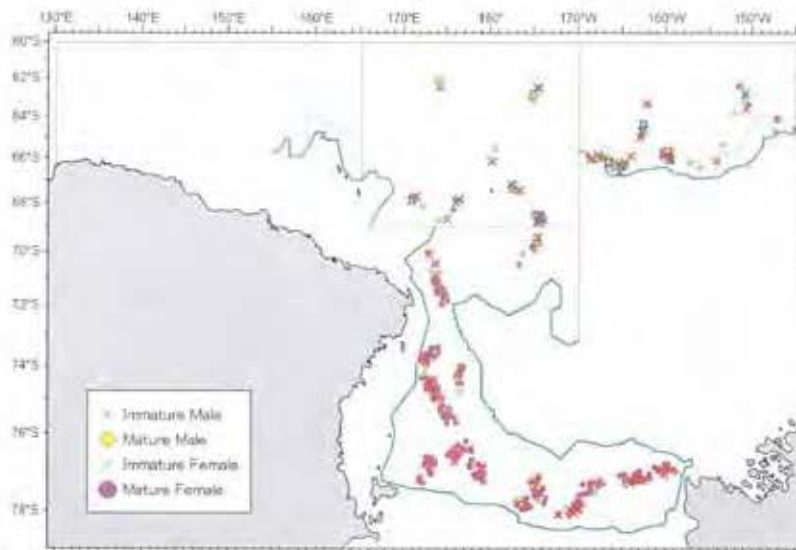 130°E 140°E 150°E 160°E 170°E 180° 170°W 160°W 150°W
60°S
62°S
64°S
66°S
68°S
70°S
72°S
74°S
76°S
78°S
Immature Male
Mature Male
Immature Female
Mature Female